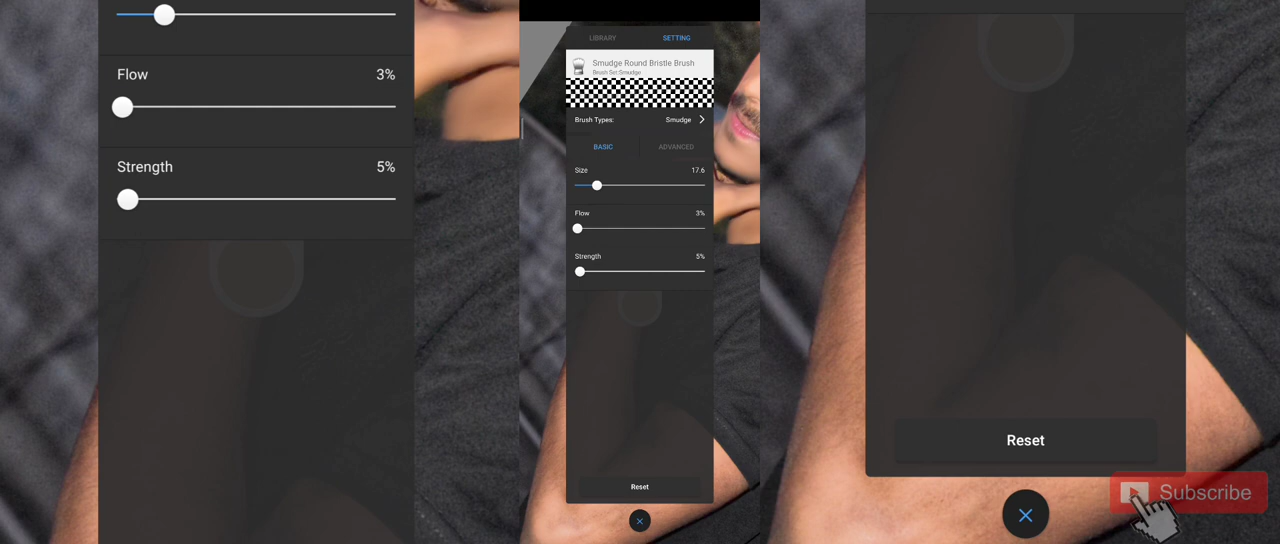 Flow 3%
Strength 5%
LIBRARY SETTING
Smudge Round Bristle Brush
Brush Set:Smudge
Brush Types: Smudge
BASIC ADVANCED
Size 17.6
Flow 3%
Strength 5%
Reset
Reset
Subscribe